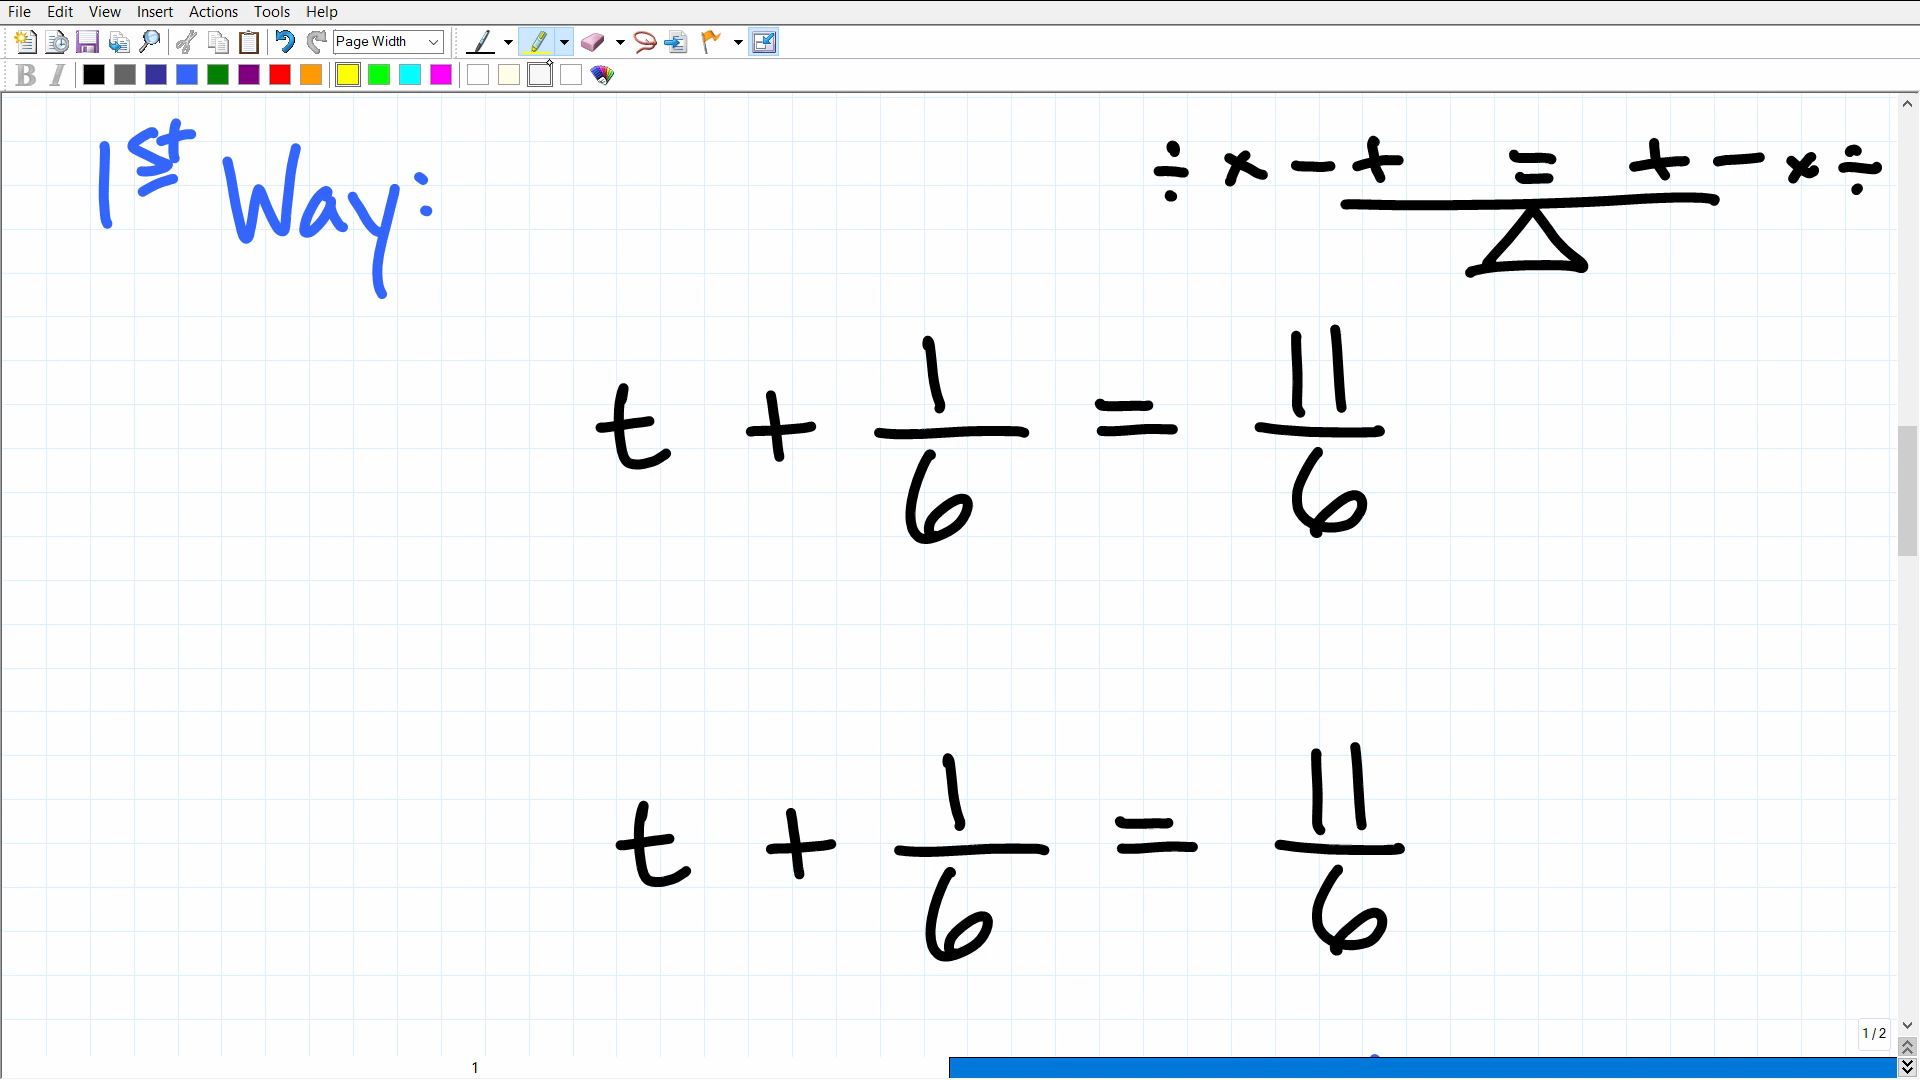 File Edit View Insert Actions Tools Help
Page Width
B I
1st Way:
÷ × − + = + − × ÷
t + 1/6 = 11/6
t + 1/6 = 11/6
1 / 2
1